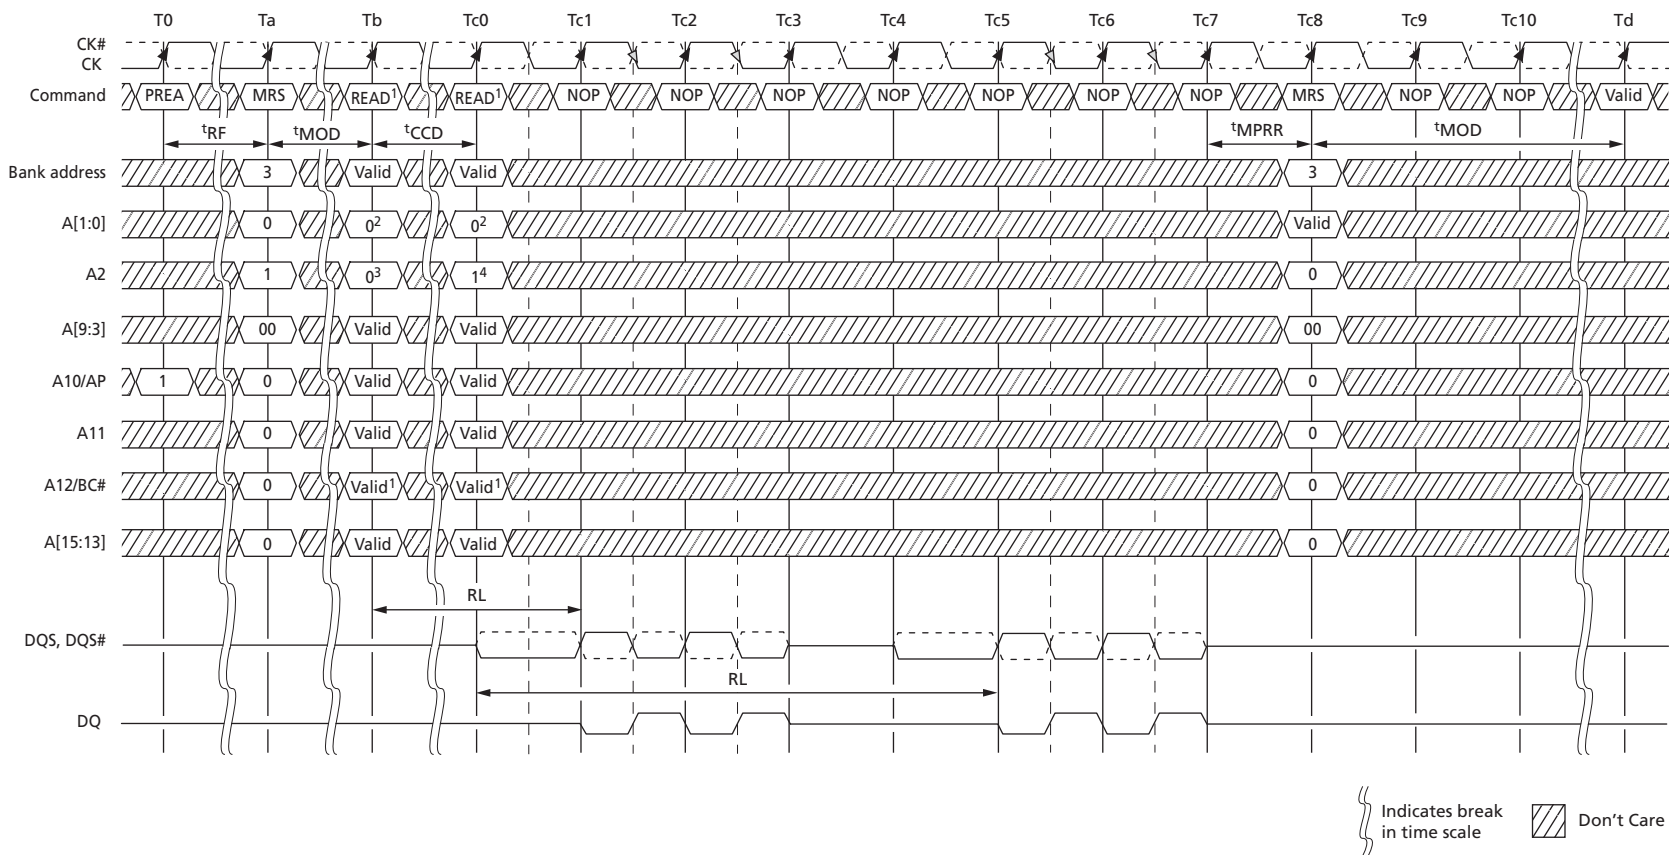 T0 Ta Tb Tc0 Tc1 Tc2 Tc3 Tc4 Tc5 Tc6 Tc7 Tc8 Tc9 Tc10 Td
CK#
CK
Command PREA MRS READ1 READ1 NOP NOP NOP NOP NOP NOP NOP MRS NOP NOP Valid
tRF tMOD tCCD tMPRR tMOD
Bank address 3 Valid Valid 3
A[1:0] 0 02 02 Valid
A2 1 03 14 0
A[9:3] 00 Valid Valid 00
A10/AP 1 0 Valid Valid 0
A11 0 Valid Valid 0
A12/BC# 0 Valid1 Valid1 0
A[15:13] 0 Valid Valid 0
RL
DQS, DQS#
RL
DQ
Indicates break
in time scale
Don't Care